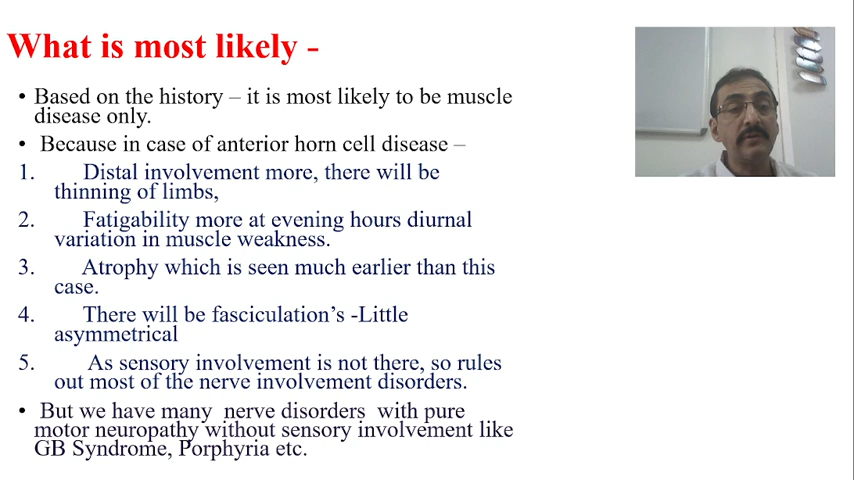 What is most likely -
• Based on the history – it is most likely to be muscle
disease only.
• Because in case of anterior horn cell disease –
1. Distal involvement more, there will be
thinning of limbs,
2. Fatigability more at evening hours diurnal
variation in muscle weakness.
3. Atrophy which is seen much earlier than this
case.
4. There will be fasciculation’s -Little
asymmetrical
5. As sensory involvement is not there, so rules
out most of the nerve involvement disorders.
• But we have many nerve disorders with pure
motor neuropathy without sensory involvement like
GB Syndrome, Porphyria etc.